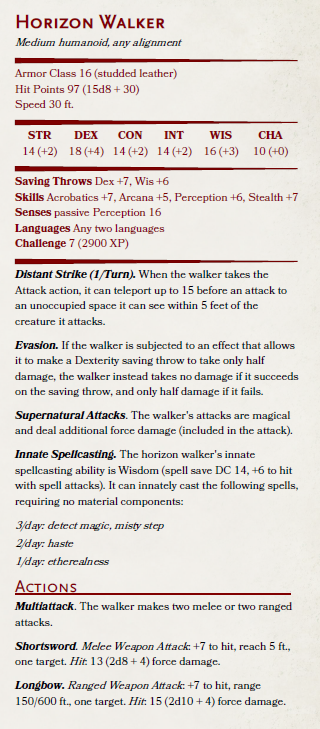 Horizon Walker
Medium humanoid, any alignment
Armor Class 16 (studded leather)
Hit Points 97 (15d8 + 30)
Speed 30 ft.
STR DEX CON INT WIS CHA
14 (+2) 18 (+4) 14 (+2) 14 (+2) 16 (+3) 10 (+0)
Saving Throws Dex +7, Wis +6
Skills Acrobatics +7, Arcana +5, Perception +6, Stealth +7
Senses passive Perception 16
Languages Any two languages
Challenge 7 (2900 XP)
Distant Strike (1/Turn). When the walker takes the
Attack action, it can teleport up to 15 before an attack to
an unoccupied space it can see within 5 feet of the
creature it attacks.
Evasion. If the walker is subjected to an effect that allows
it to make a Dexterity saving throw to take only half
damage, the walker instead takes no damage if it succeeds
on the saving throw, and only half damage if it fails.
Supernatural Attacks. The walker's attacks are magical
and deal additional force damage (included in the attack).
Innate Spellcasting. The horizon walker's innate
spellcasting ability is Wisdom (spell save DC 14, +6 to hit
with spell attacks). It can innately cast the following spells,
requiring no material components:
3/day: detect magic, misty step
2/day: haste
1/day: etherealness
Actions
Multiattack. The walker makes two melee or two ranged
attacks.
Shortsword. Melee Weapon Attack: +7 to hit, reach 5 ft.,
one target. Hit: 13 (2d8 + 4) force damage.
Longbow. Ranged Weapon Attack: +7 to hit, range
150/600 ft., one target. Hit: 15 (2d10 + 4) force damage.